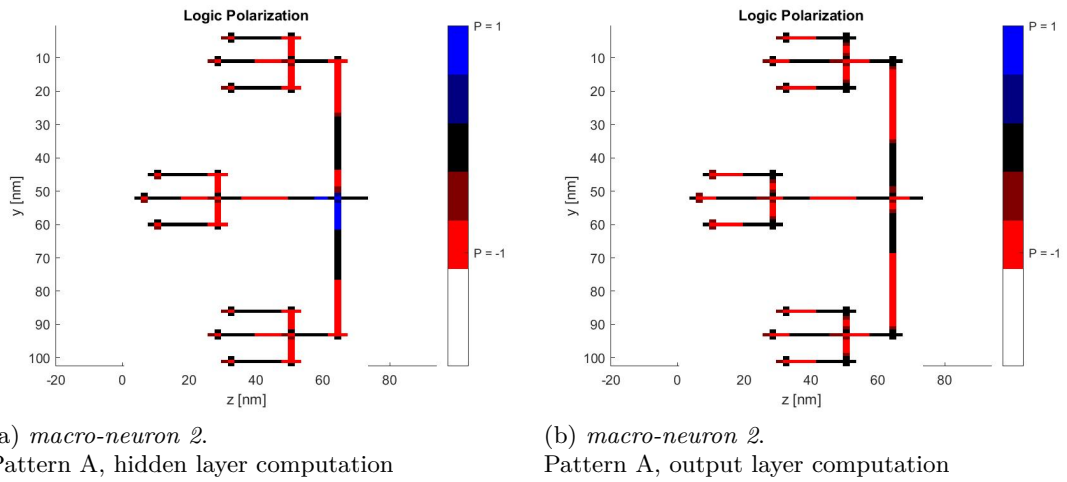 Logic Polarization
P = 1
P = -1
y [nm]
10
20
30
40
50
60
70
80
90
100
-20
0
20
40
60
80
z [nm]
Logic Polarization
P = 1
P = -1
y [nm]
10
20
30
40
50
60
70
80
90
100
-20
0
20
40
60
80
z [nm]
a) macro-neuron 2.
Pattern A, hidden layer computation
(b) macro-neuron 2.
Pattern A, output layer computation